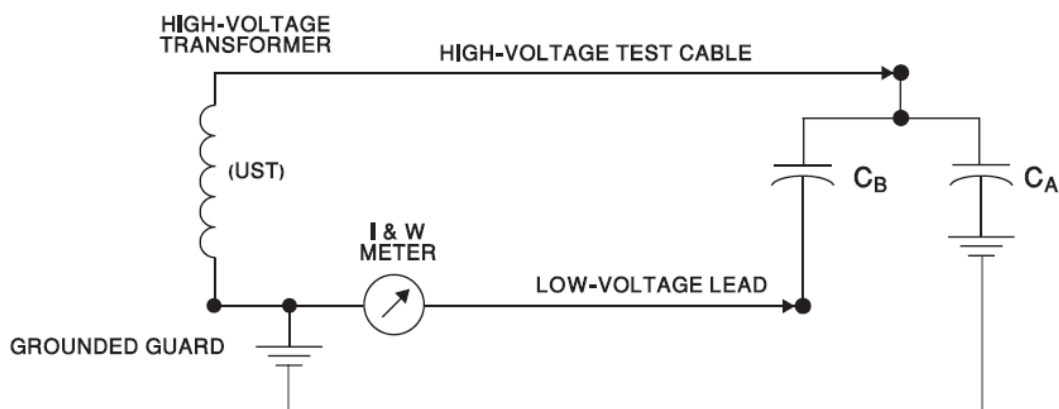 HIGH-VOLTAGE
TRANSFORMER
HIGH-VOLTAGE TEST CABLE
(UST)
CB
CA
I & W
METER
LOW-VOLTAGE LEAD
GROUNDED GUARD